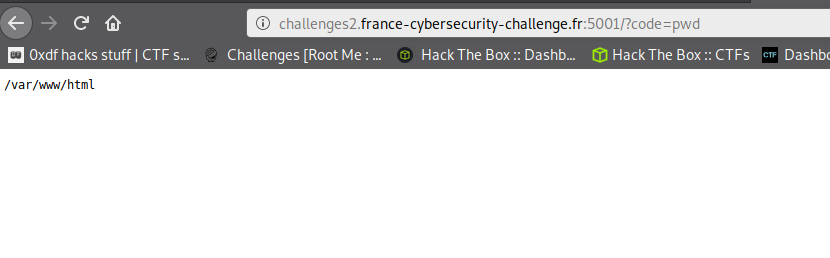 challenges2.france-cybersecurity-challenge.fr:5001/?code=pwd
0xdf hacks stuff | CTF s... Challenges [Root Me : ... Hack The Box :: Dashb... Hack The Box :: CTFs CTF Dashbo
/var/www/html